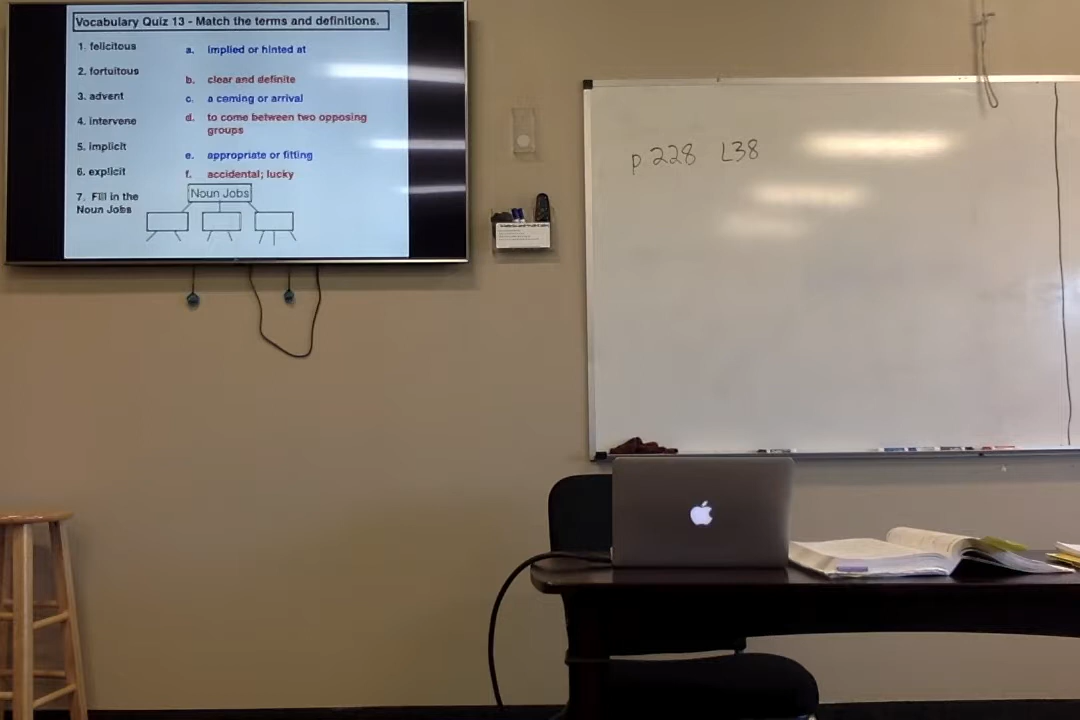 Vocabulary Quiz 13 - Match the terms and definitions.
1. felicitous
2. fortuitous
3. advent
4. intervene
5. implicit
6. explicit
7. Fill in the
Noun Jobs
a. implied or hinted at
b. clear and definite
c. a coming or arrival
d. to come between two opposing
groups
e. appropriate or fitting
f. accidental; lucky
Noun Jobs
p 228 L38